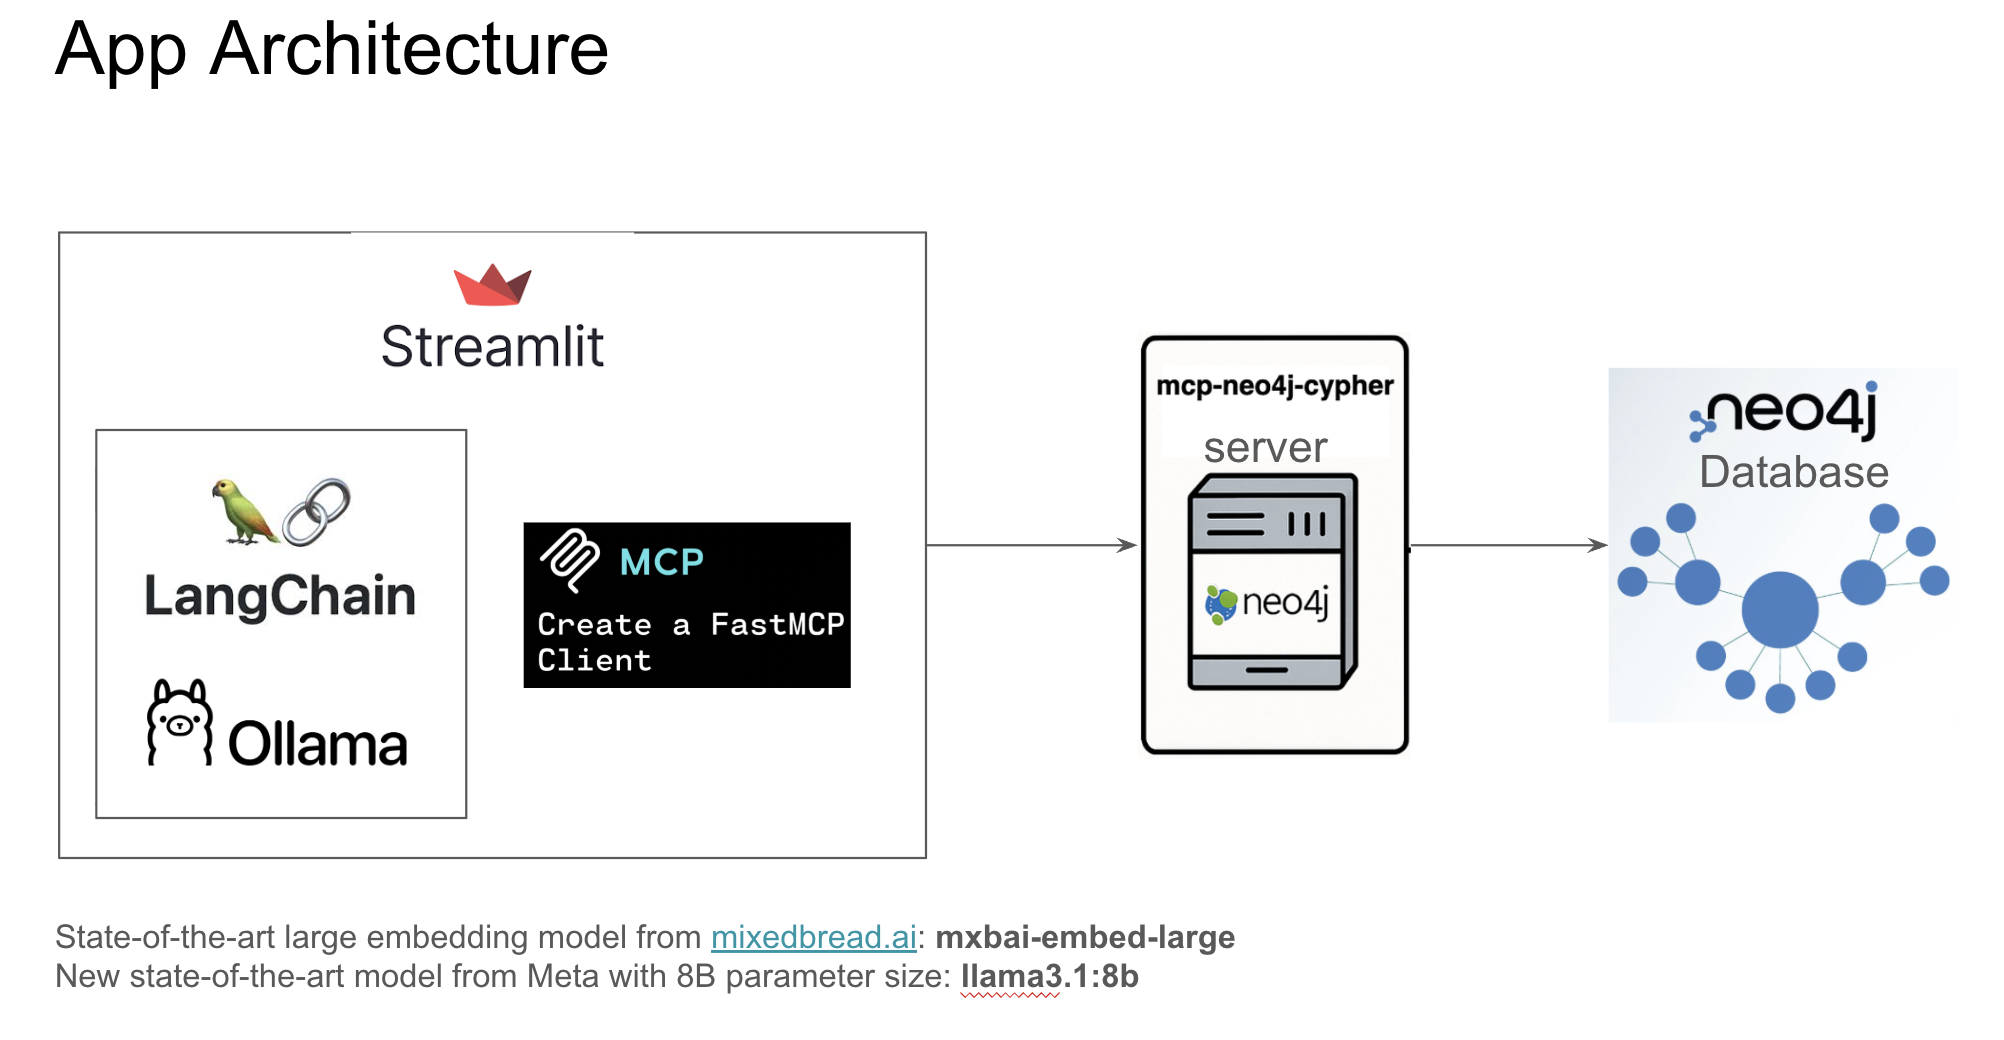 App Architecture
Streamlit
LangChain
Ollama
MCP
Create a FastMCP
Client
mcp-neo4j-cypher
server
neo4j
neo4j
Database
State-of-the-art large embedding model from mixedbread.ai: mxbai-embed-large
New state-of-the-art model from Meta with 8B parameter size: llama3.1:8b